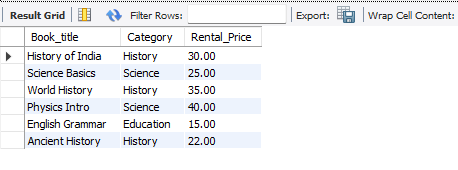 Result Grid Filter Rows: Export: Wrap Cell Content:
Book_title Category Rental_Price
History of India History 30.00
Science Basics Science 25.00
World History History 35.00
Physics Intro Science 40.00
English Grammar Education 15.00
Ancient History History 22.00